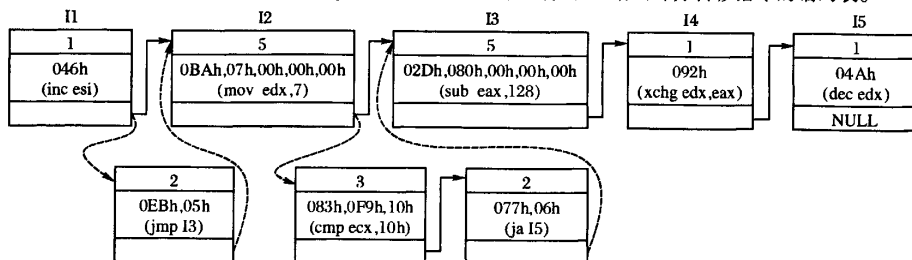 I1
I2
I3
I4
I5
1
5
5
1
1
046h
(inc esi)
0BAh,07h,00h,00h,00h
(mov edx,7)
02Dh,080h,00h,00h,00h
(sub eax,128)
092h
(xchg edx,eax)
04Ah
(dec edx)
NULL
2
0EBh,05h
(jmp I3)
3
083h,0F9h,10h
(cmp ecx,10h)
2
077h,06h
(ja I5)